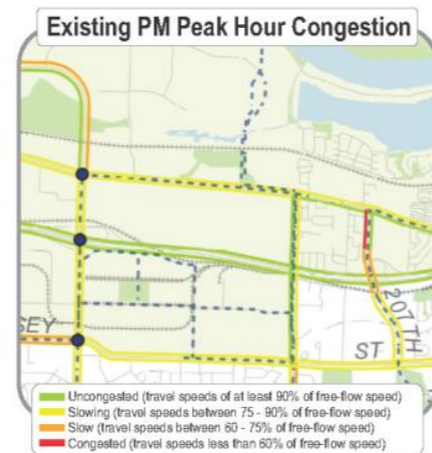 Existing PM Peak Hour Congestion
207TH
SEY
ST
Uncongested (travel speeds of at least 90% of free-flow speed)
Slowing (travel speeds between 75 - 90% of free-flow speed)
Slow (travel speeds between 60 - 75% of free-flow speed)
Congested (travel speeds less than 60% of free-flow speed)